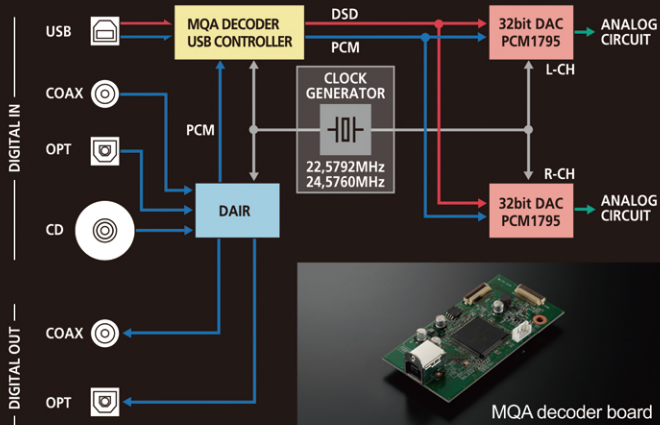 DIGITAL IN
USB
COAX
OPT
CD
MQA DECODER
USB CONTROLLER
DSD
PCM
32bit DAC
PCM1795
ANALOG
CIRCUIT
L-CH
CLOCK
GENERATOR
22,5792MHz
24,5760MHz
PCM
DAIR
R-CH
32bit DAC
PCM1795
ANALOG
CIRCUIT
DIGITAL OUT
COAX
OPT
MQA decoder board